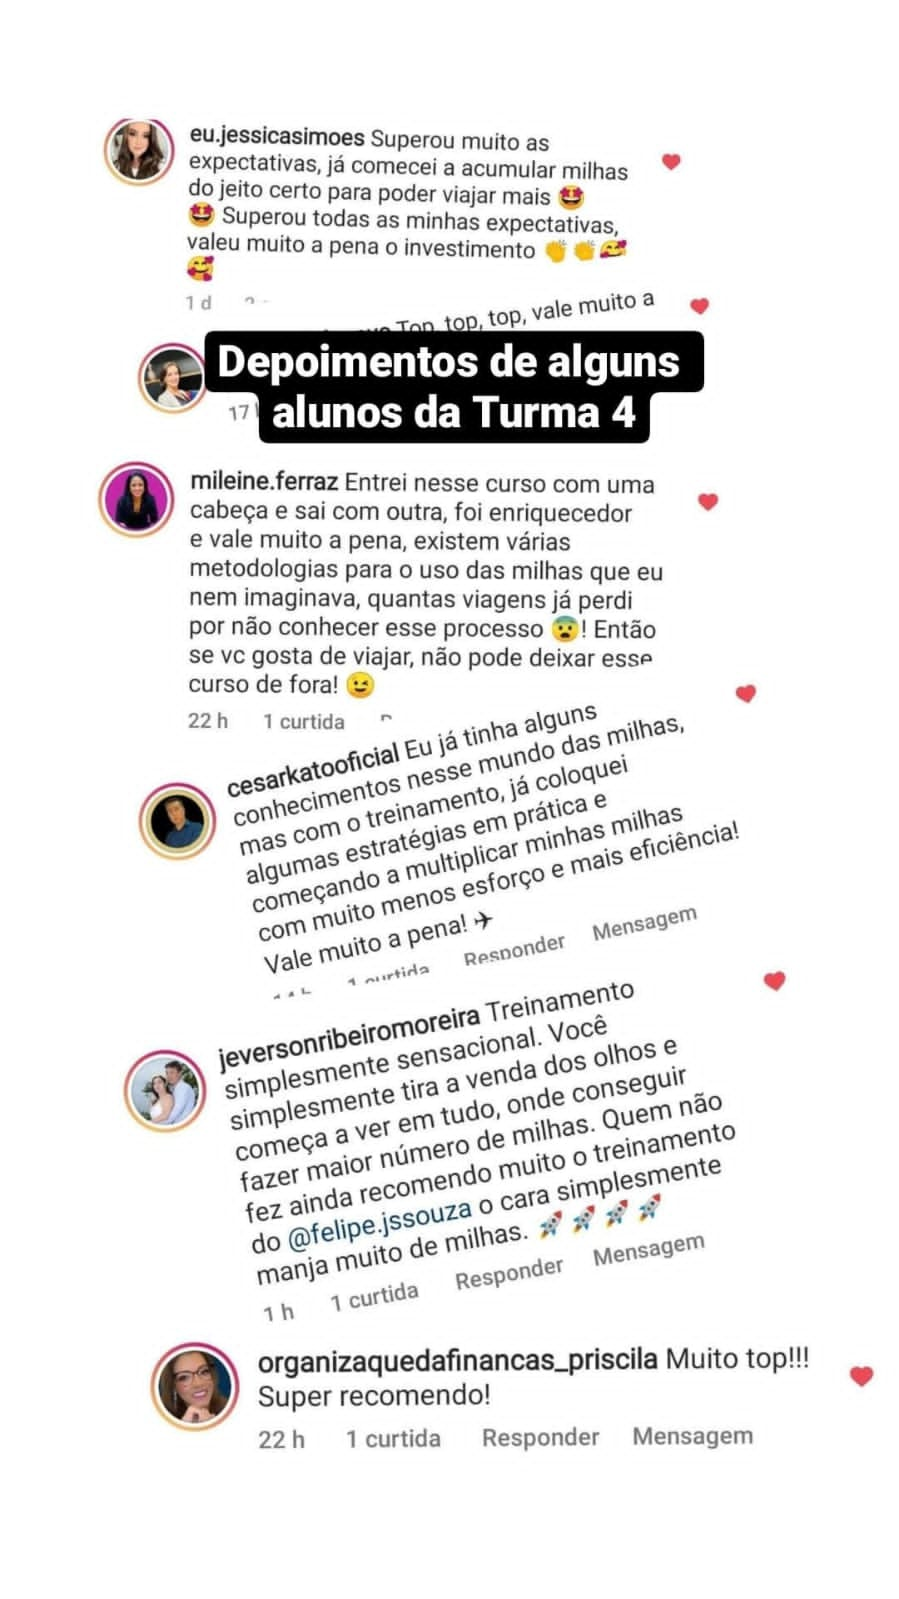 eu.jessicasimoes Superou muito as
expectativas, já comecei a acumular milhas
do jeito certo para poder viajar mais 🤩
🤩 Superou todas as minhas expectativas,
valeu muito a pena o investimento 👏👏🥰
🥰
1 d
Top, top, top, vale muito a
Depoimentos de alguns
alunos da Turma 4
17
mileine.ferraz Entrei nesse curso com uma
cabeça e sai com outra, foi enriquecedor
e vale muito a pena, existem várias
metodologias para o uso das milhas que eu
nem imaginava, quantas viagens já perdi
por não conhecer esse processo 😨! Então
se vc gosta de viajar, não pode deixar esse
curso de fora! 😉
22 h 1 curtida
cesarkatooficial Eu já tinha alguns
conhecimentos nesse mundo das milhas,
mas com o treinamento, já coloquei
algumas estratégias em prática e
começando a multiplicar minhas milhas
com muito menos esforço e mais eficiência!
Vale muito a pena! ✈
1 curtida Responder Mensagem
jeversonribeiromoreira Treinamento
simplesmente sensacional. Você
simplesmente tira a venda dos olhos e
começa a ver em tudo, onde conseguir
fazer maior número de milhas. Quem não
fez ainda recomendo muito o treinamento
do @felipe.jssouza o cara simplesmente
manja muito de milhas. 🚀🚀🚀🚀
1 h 1 curtida Responder Mensagem
organizaquedafinancas_priscila Muito top!!!
Super recomendo!
22 h 1 curtida Responder Mensagem